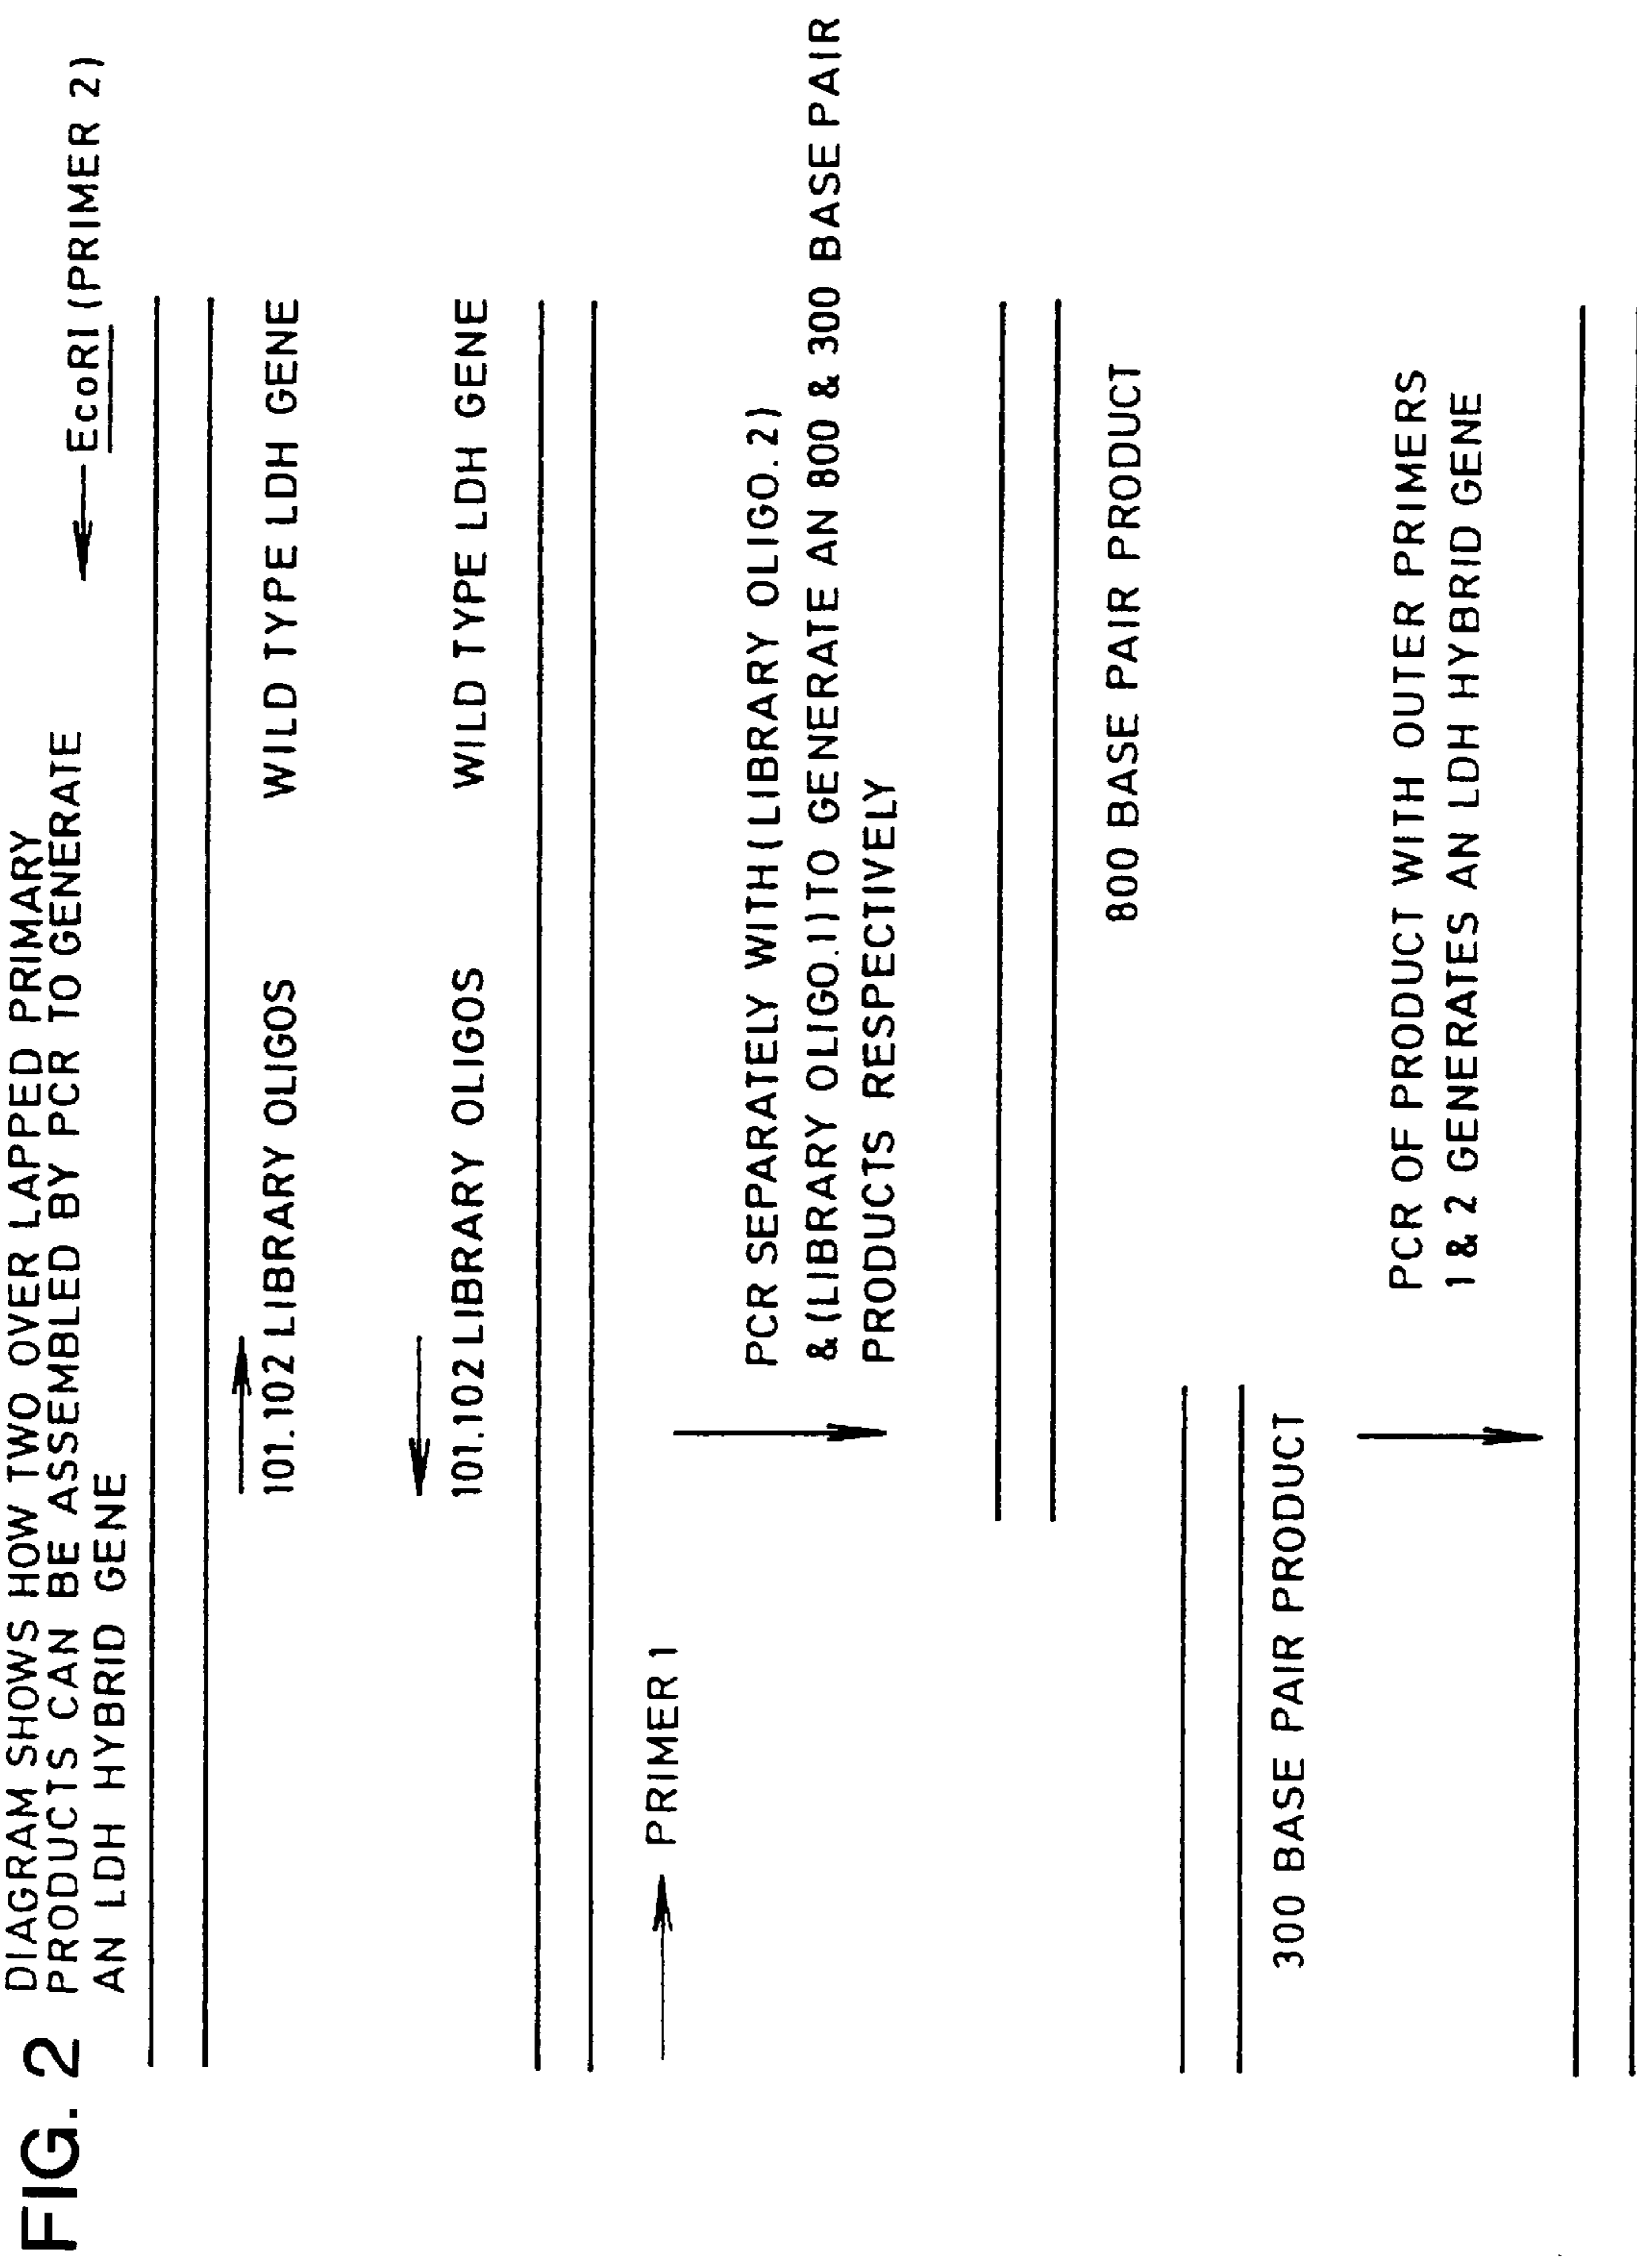 FIG. 2 DIAGRAM SHOWS HOW TWO OVER LAPPED PRIMARY
PRODUCTS CAN BE ASSEMBLED BY PCR TO GENERATE
AN LDH HYBRID GENE
EcoRI (PRIMER 2)
101.102 LIBRARY OLIGOS WILD TYPE LDH GENE
101.102 LIBRARY OLIGOS WILD TYPE LDH GENE
PRIMER 1
PCR SEPARATELY WITH (LIBRARY OLIGO.2)
& (LIBRARY OLIGO.1) TO GENERATE AN 800 & 300 BASE PAIR
PRODUCTS RESPECTIVELY
800 BASE PAIR PRODUCT
300 BASE PAIR PRODUCT
PCR OF PRODUCT WITH OUTER PRIMERS
1 & 2 GENERATES AN LDH HYBRID GENE